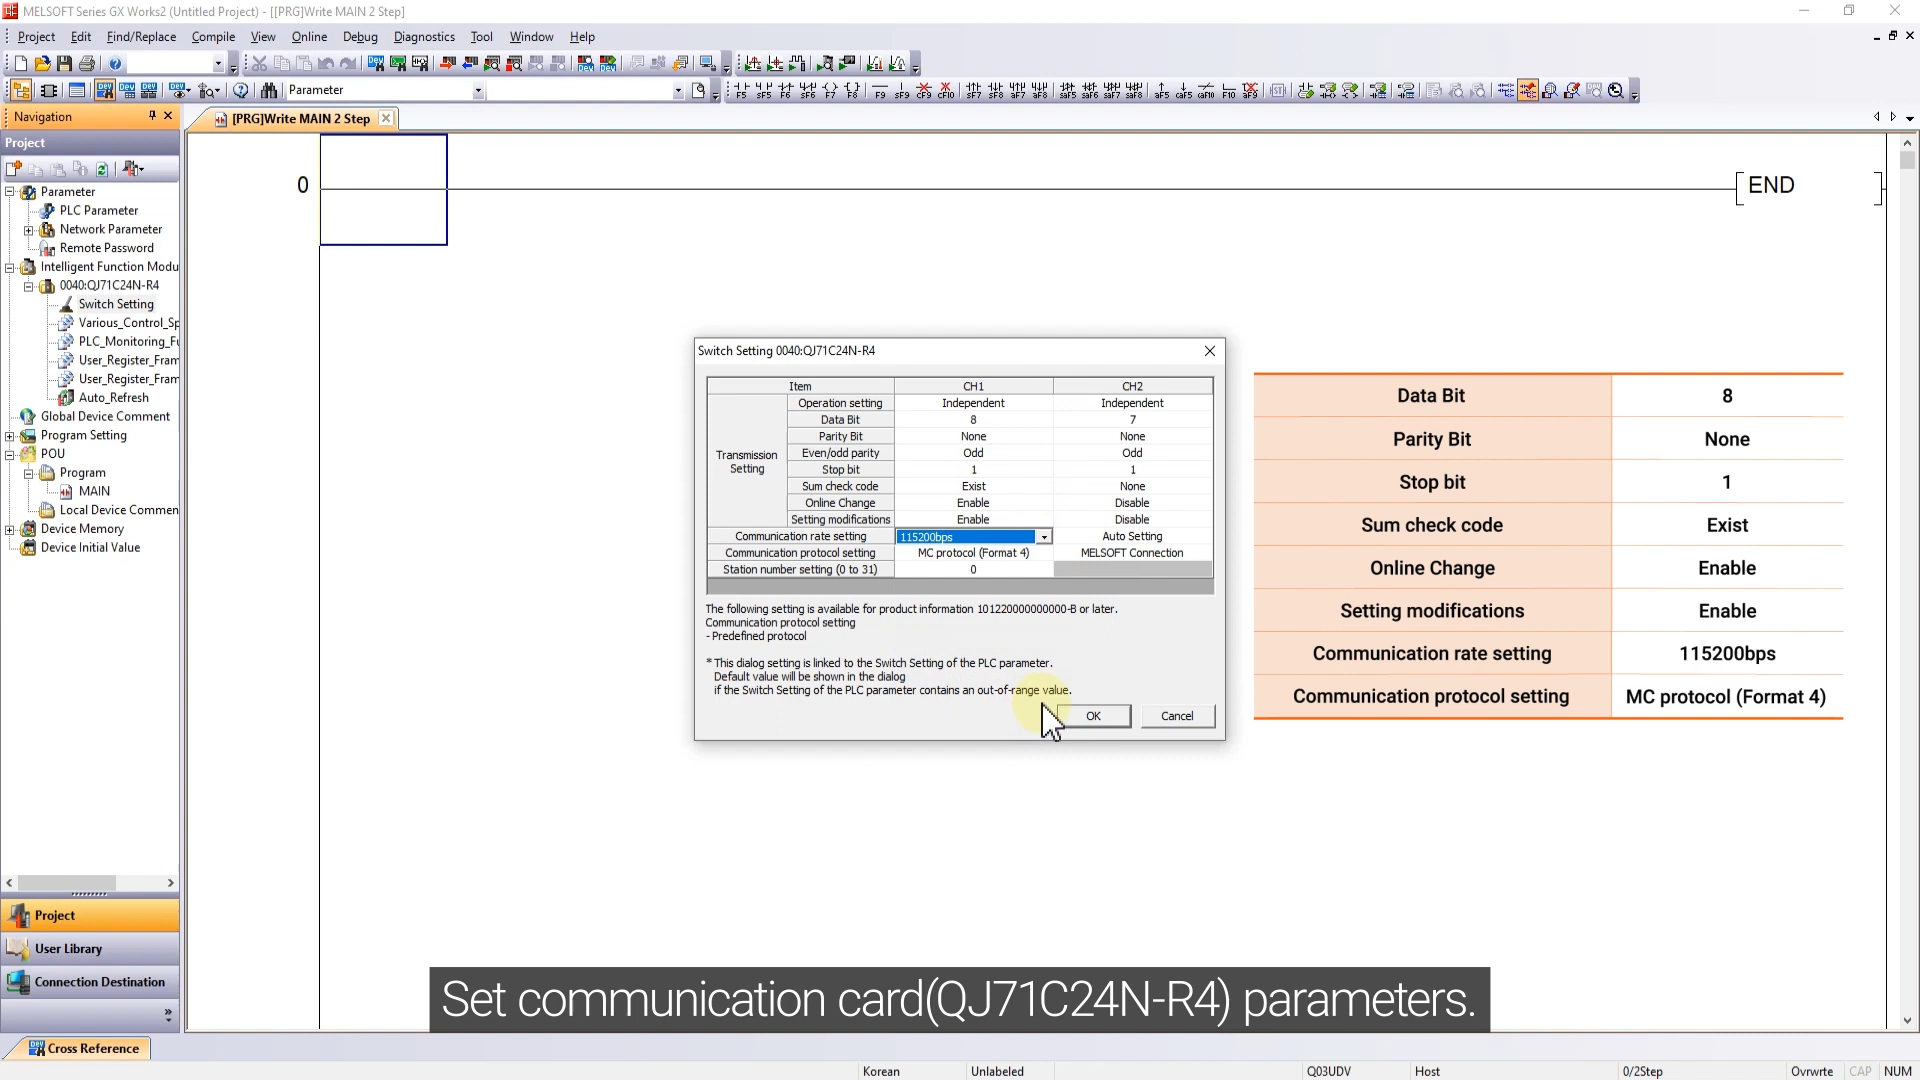 MELSOFT Series GX Works2 (Untitled Project) - [[PRG]Write MAIN 2 Step]
Project Edit Find/Replace Compile View Online Debug Diagnostics Tool Window Help
Parameter
Navigation
[PRG]Write MAIN 2 Step
Project
Parameter
PLC Parameter
Network Parameter
Remote Password
Intelligent Function Modu
0040:QJ71C24N-R4
Switch Setting
Various_Control_Sp
PLC_Monitoring_Fu
User_Register_Fram
User_Register_Fram
Auto_Refresh
Global Device Comment
Program Setting
POU
Program
MAIN
Local Device Commen
Device Memory
Device Initial Value
Project
User Library
Connection Destination
Cross Reference
0
END
Switch Setting 0040:QJ71C24N-R4
Item CH1 CH2
Transmission Setting
Operation setting Independent Independent
Data Bit 8 7
Parity Bit None None
Even/odd parity Odd Odd
Stop bit 1 1
Sum check code Exist None
Online Change Enable Disable
Setting modifications Enable Disable
Communication rate setting 115200bps Auto Setting
Communication protocol setting MC protocol (Format 4) MELSOFT Connection
Station number setting (0 to 31) 0
The following setting is available for product information 101220000000000-B or later.
Communication protocol setting
- Predefined protocol
* This dialog setting is linked to the Switch Setting of the PLC parameter.
Default value will be shown in the dialog
if the Switch Setting of the PLC parameter contains an out-of-range value.
OK Cancel
Data Bit 8
Parity Bit None
Stop bit 1
Sum check code Exist
Online Change Enable
Setting modifications Enable
Communication rate setting 115200bps
Communication protocol setting MC protocol (Format 4)
Set communication card(QJ71C24N-R4) parameters.
Korean Unlabeled Q03UDV Host 0/2Step Ovrwrte CAP NUM